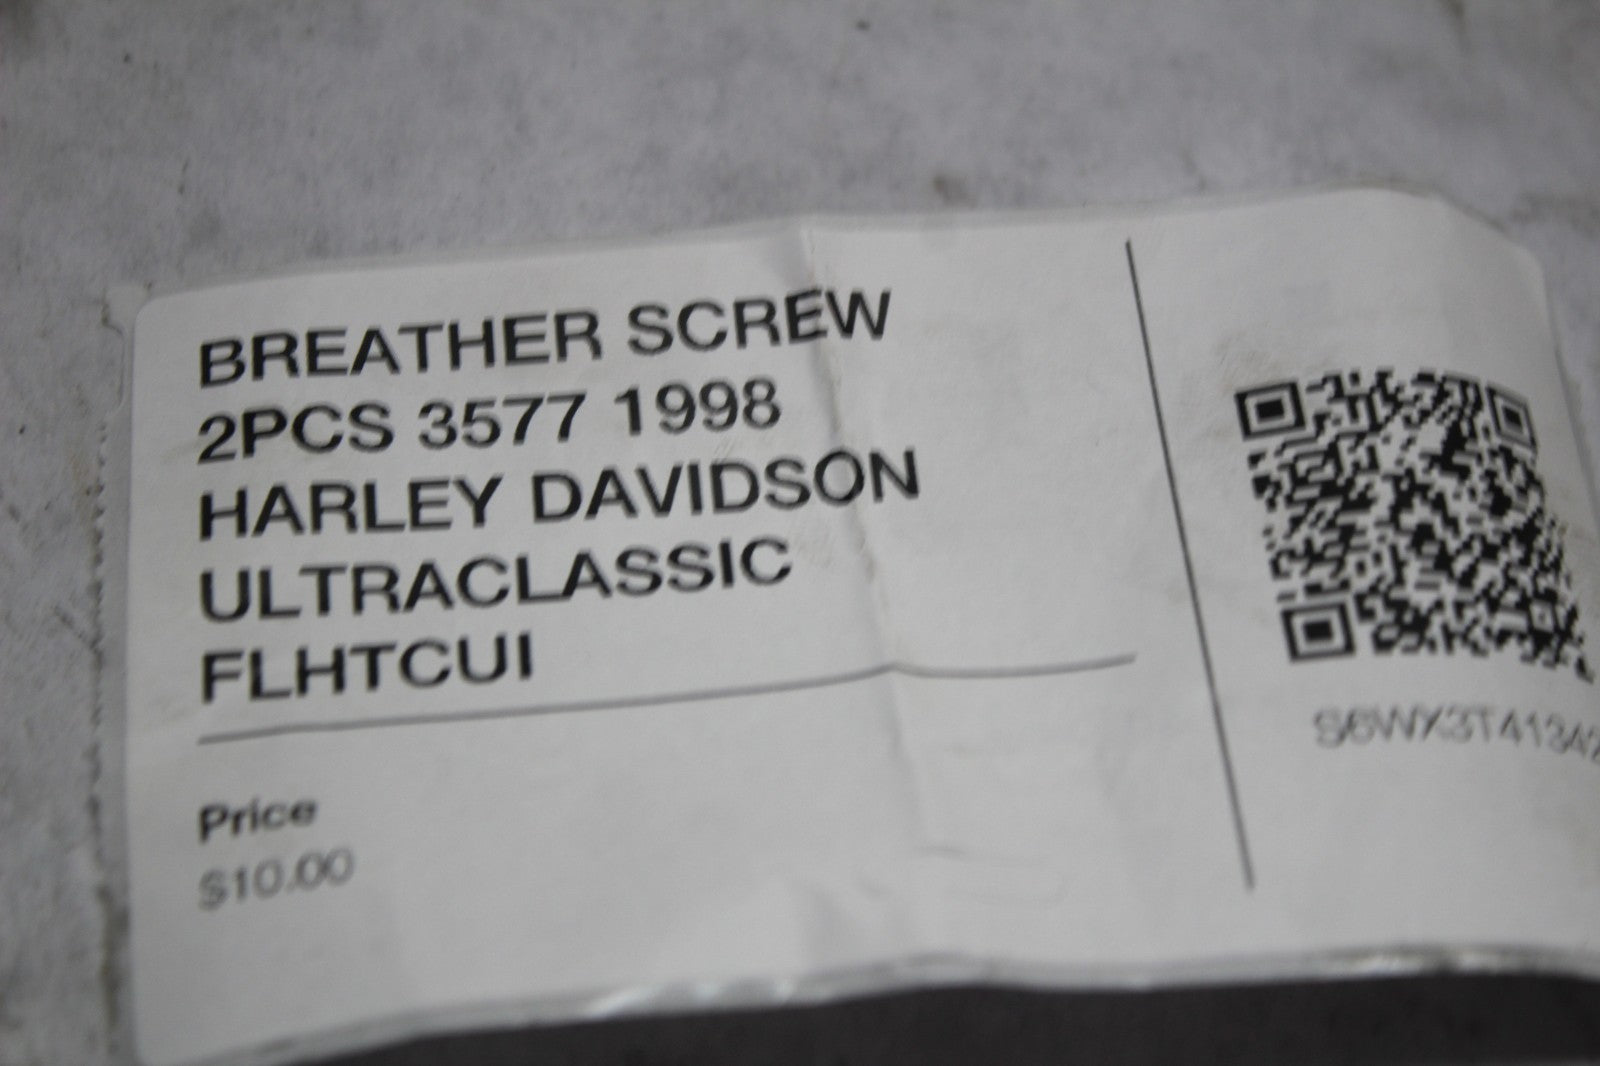 BREATHER SCREW
2PCS 3577 1998
HARLEY DAVIDSON
ULTRACLASSIC
FLHTCUI
Price
$10.00